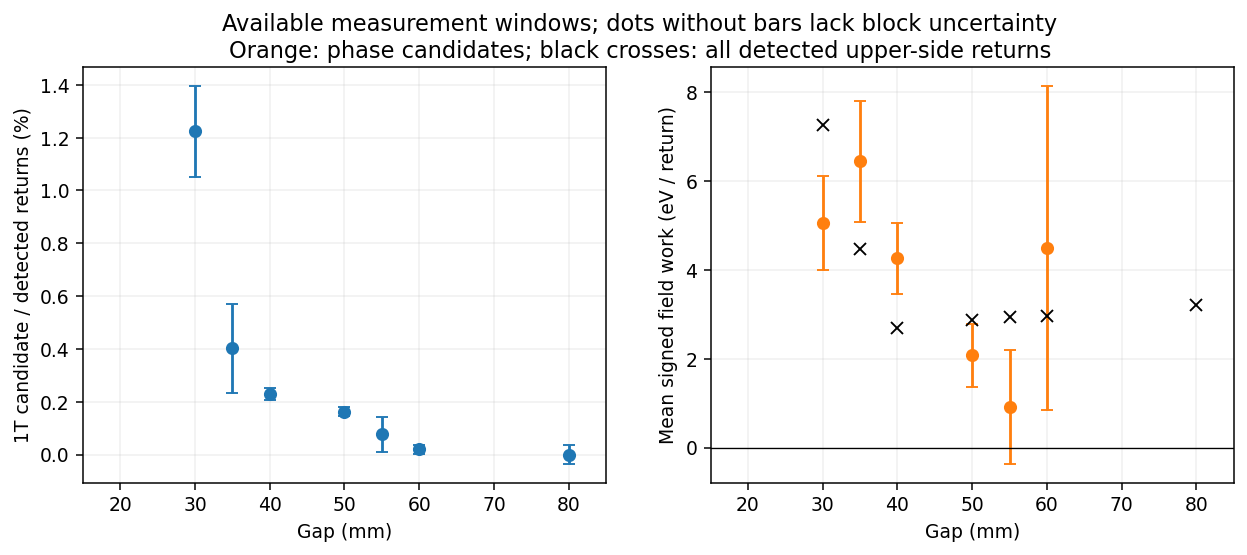 Available measurement windows; dots without bars lack block uncertainty
Orange: phase candidates; black crosses: all detected upper-side returns
1T candidate / detected returns (%)
1.4
1.2
1.0
0.8
0.6
0.4
0.2
0.0
20 30 40 50 60 70 80
Gap (mm)
Mean signed field work (eV / return)
8
6
4
2
0
20 30 40 50 60 70 80
Gap (mm)